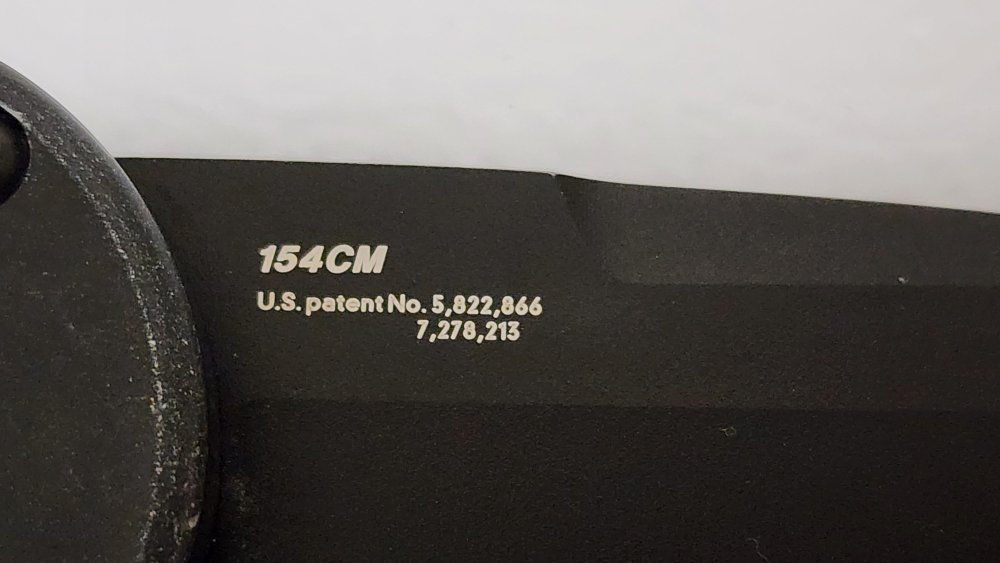 154CM
U.S. patent No. 5,822,866
7,278,213